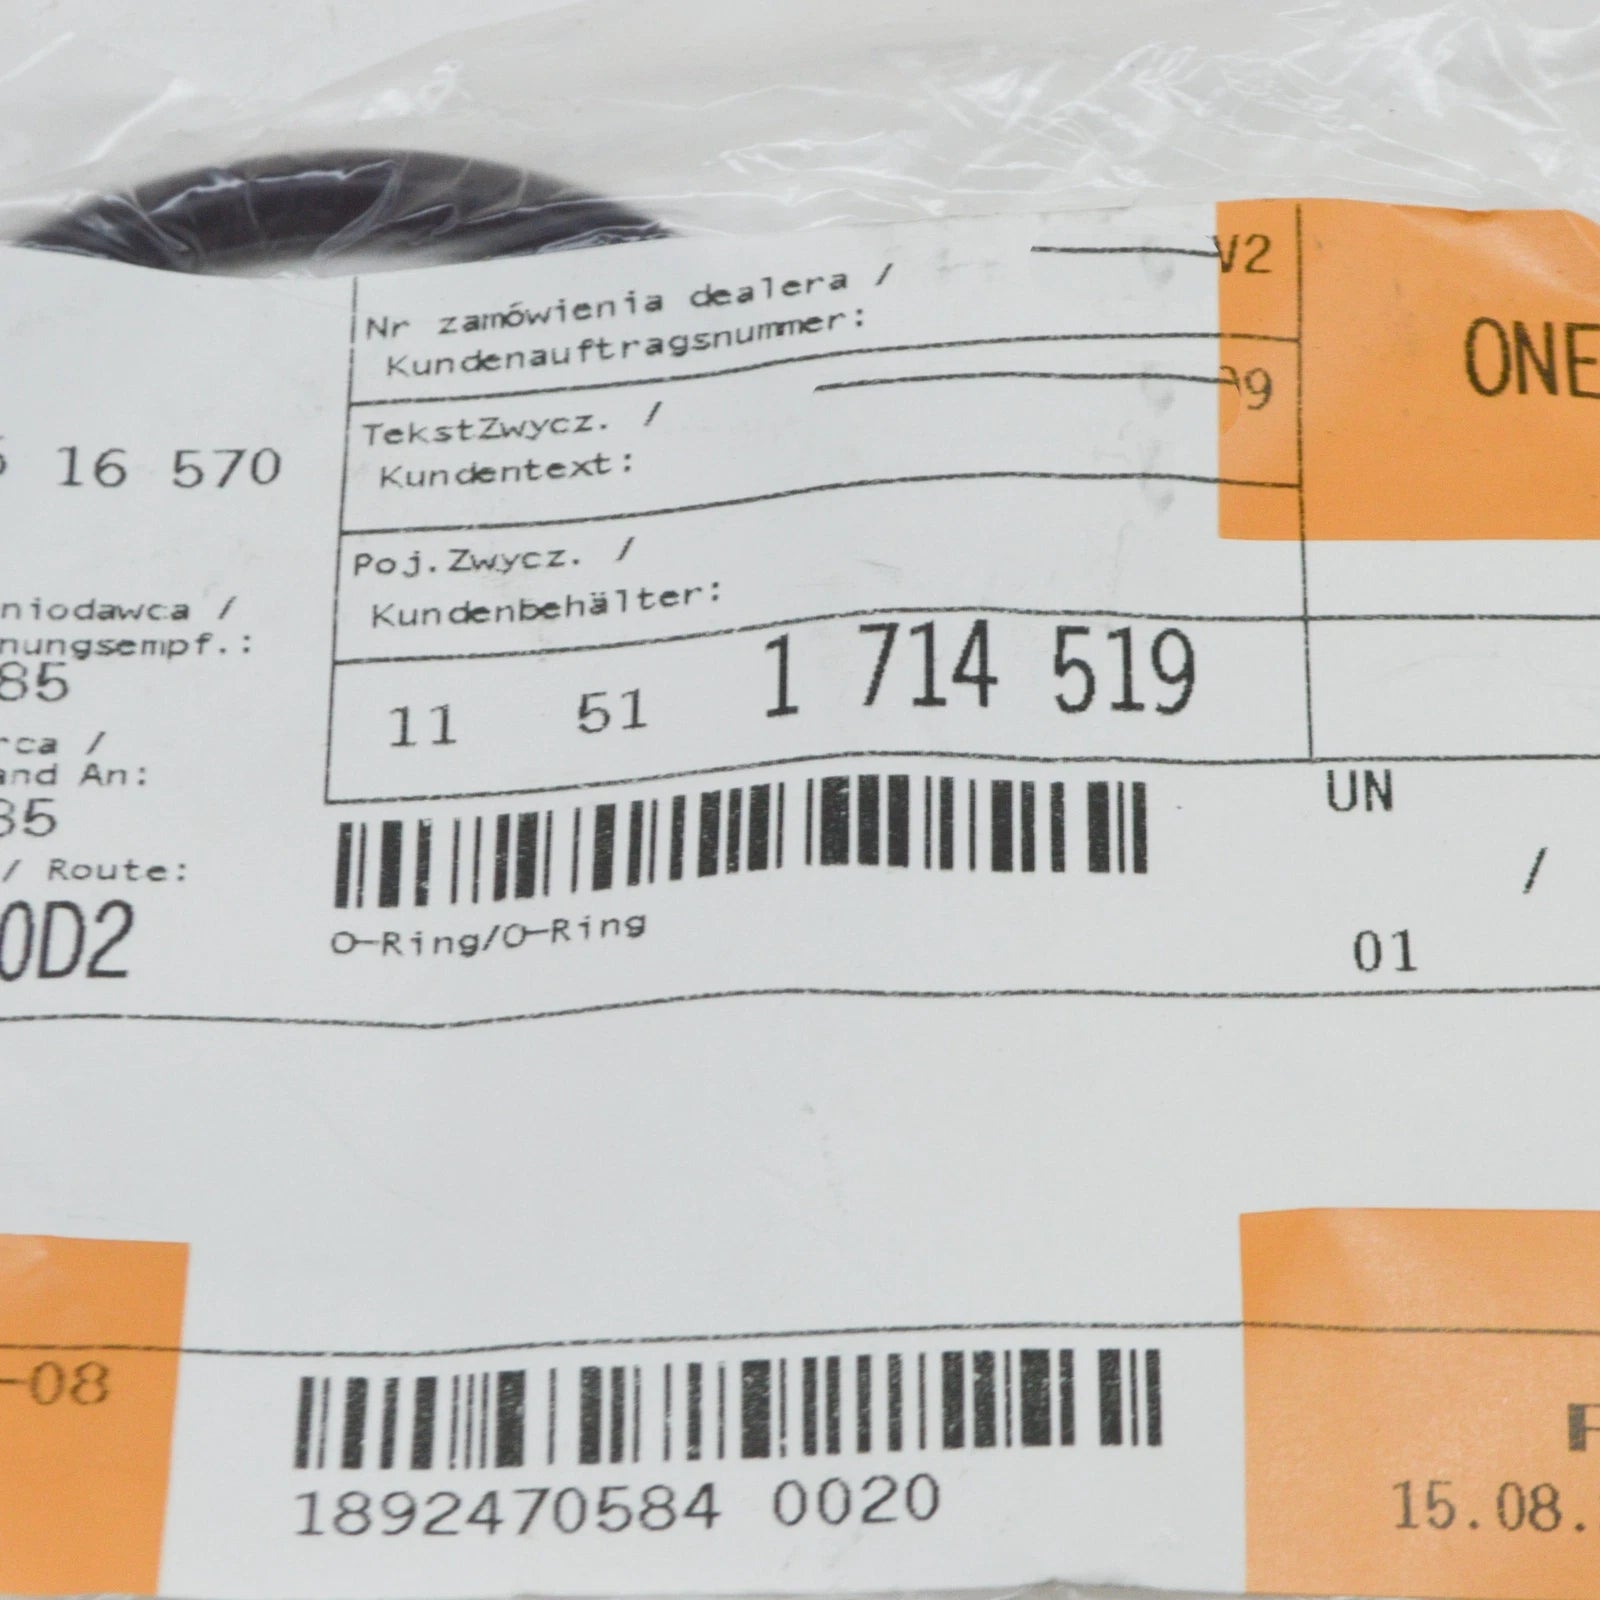 V2
Nr zamówienia dealera /
Kundenauftragsnummer:
ONE
99
TekstZwycz. /
Kundentext:
16 570
Poj.Zwycz. /
Kundenbehälter:
niodawca /
nungsempf.:
85
11 51 1 714 519
rca /
and An:
85
/ Route:
0D2
UN
/
O-Ring/O-Ring
01
-08
1892470584 0020
15.08.